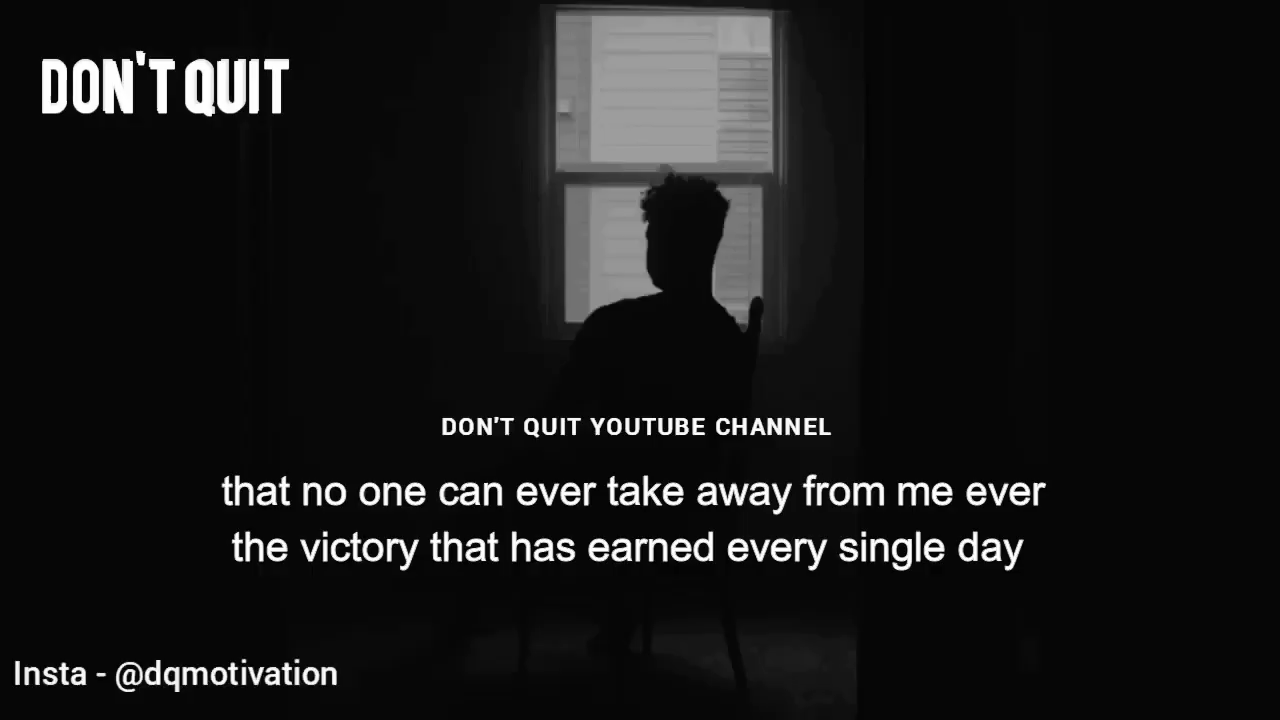 DON'T QUIT
DON'T QUIT YOUTUBE CHANNEL
that no one can ever take away from me ever
the victory that has earned every single day
Insta - @dqmotivation